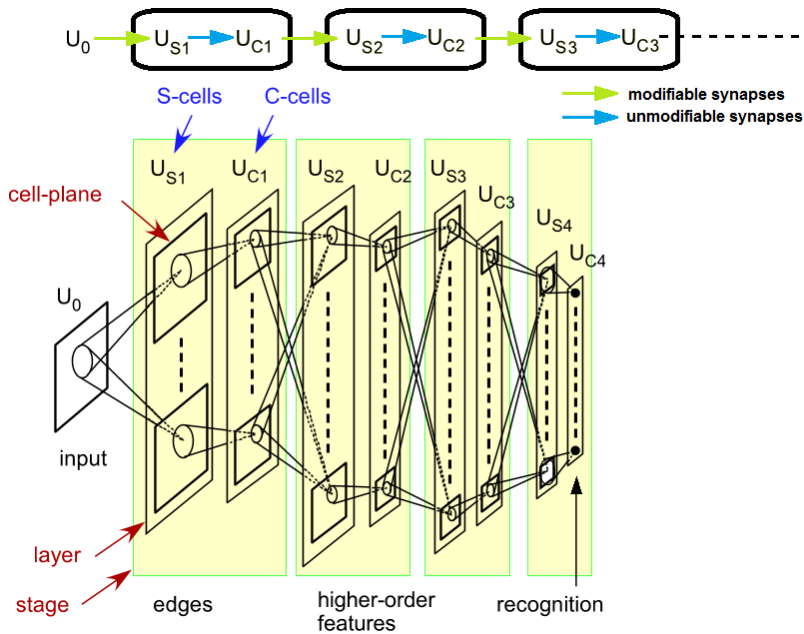 U0 US1 UC1 US2 UC2 US3 UC3
modifiable synapses
unmodifiable synapses
S-cells C-cells
US1 UC1 US2 UC2 US3 UC3 US4 UC4
cell-plane
U0
input
layer
stage
edges
higher-order
features
recognition